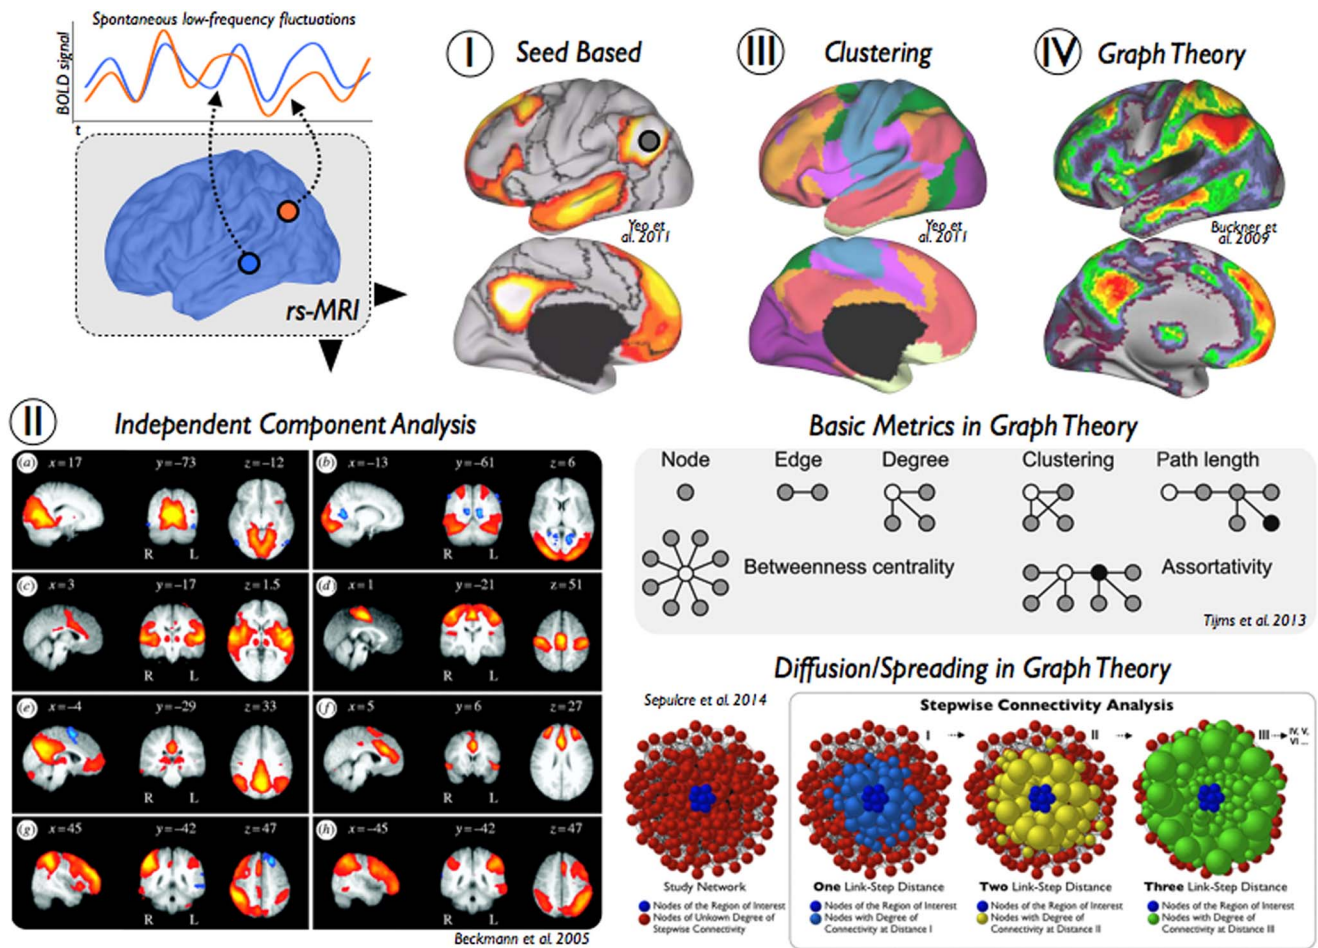 Spontaneous low-frequency fluctuations
BOLD signal
t
rs-MRI
I Seed Based
Yeo et
al. 2011
III Clustering
Yeo et
al. 2011
IV Graph Theory
Buckner et
al. 2009
II Independent Component Analysis
(a) x=17 y=−73 z=−12
R L
(b) x=−13 y=−61 z=6
(c) x=3 y=−17 z=1.5
R L
(d) x=1 y=−21 z=51
R L
(e) x=−4 y=−29 z=33
R L
(f) x=5 y=6 z=27
R L
(g) x=45 y=−42 z=47
R L
(h) x=−45 y=−42 z=47
R L
Beckmann et al. 2005
Basic Metrics in Graph Theory
Node Edge Degree Clustering Path length
Betweenness centrality Assortativity
Tijms et al. 2013
Diffusion/Spreading in Graph Theory
Sepulcre et al. 2014
Stepwise Connectivity Analysis
I II III IV, V,
VI ...
Study Network
Nodes of the Region of Interest
Nodes of Unkown Degree of
Stepwise Connectivity
One Link-Step Distance
Nodes of the Region of Interest
Nodes with Degree of
Connectivity at Distance I
Two Link-Step Distance
Nodes of the Region of Interest
Nodes with Degree of
Connectivity at Distance II
Three Link-Step Distance
Nodes of the Region of Interest
Nodes with Degree of
Connectivity at Distance III